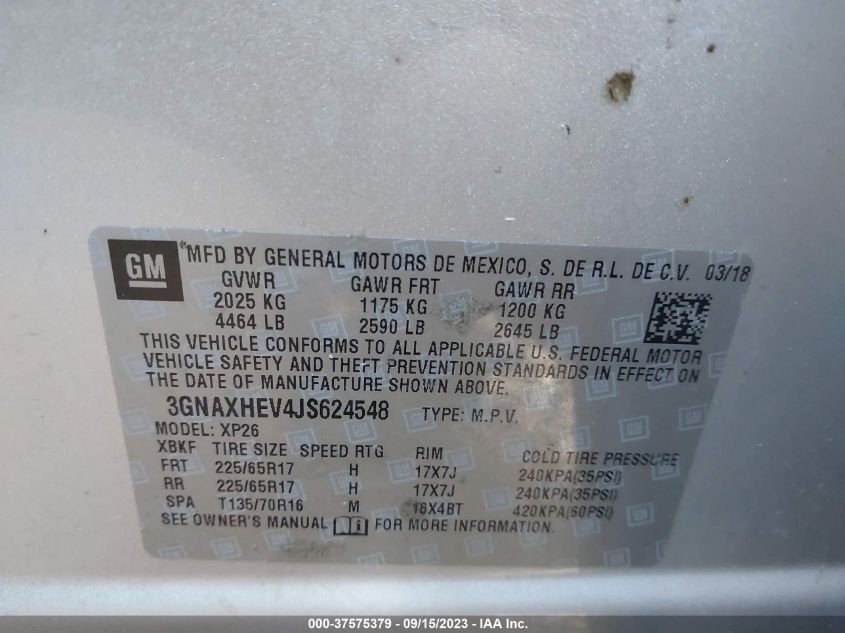 GM
MFD BY GENERAL MOTORS DE MEXICO, S. DE R.L. DE C.V. 03/18
GVWR GAWR FRT GAWR RR
2025 KG 1175 KG 1200 KG
4464 LB 2590 LB 2645 LB
THIS VEHICLE CONFORMS TO ALL APPLICABLE U.S. FEDERAL MOTOR
VEHICLE SAFETY AND THEFT PREVENTION STANDARDS IN EFFECT ON
THE DATE OF MANUFACTURE SHOWN ABOVE.
3GNAXHEV4JS624548 TYPE: M.P.V.
MODEL: XP26
XBKF TIRE SIZE SPEED RTG RIM COLD TIRE PRESSURE
FRT 225/65R17 H 17X7J 240KPA(35PSI)
RR 225/65R17 H 17X7J 240KPA(35PSI)
SPA T135/70R16 M 16X4BT 420KPA(60PSI)
SEE OWNER'S MANUAL i FOR MORE INFORMATION.
000-37575379 - 09/15/2023 - IAA Inc.